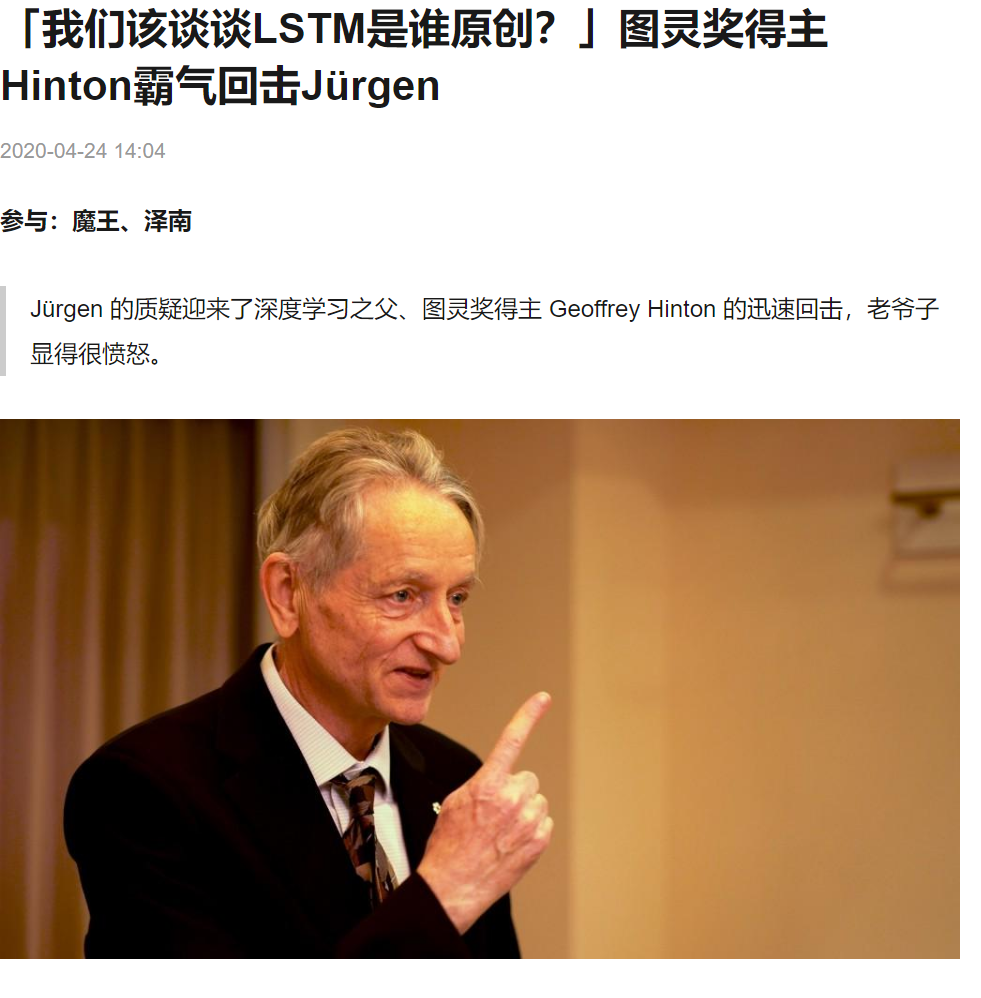 「我们该谈谈LSTM是谁原创？」图灵奖得主
Hinton霸气回击Jürgen
2020-04-24 14:04
参与：魔王、泽南
Jürgen 的质疑迎来了深度学习之父、图灵奖得主 Geoffrey Hinton 的迅速回击，老爷子
显得很愤怒。